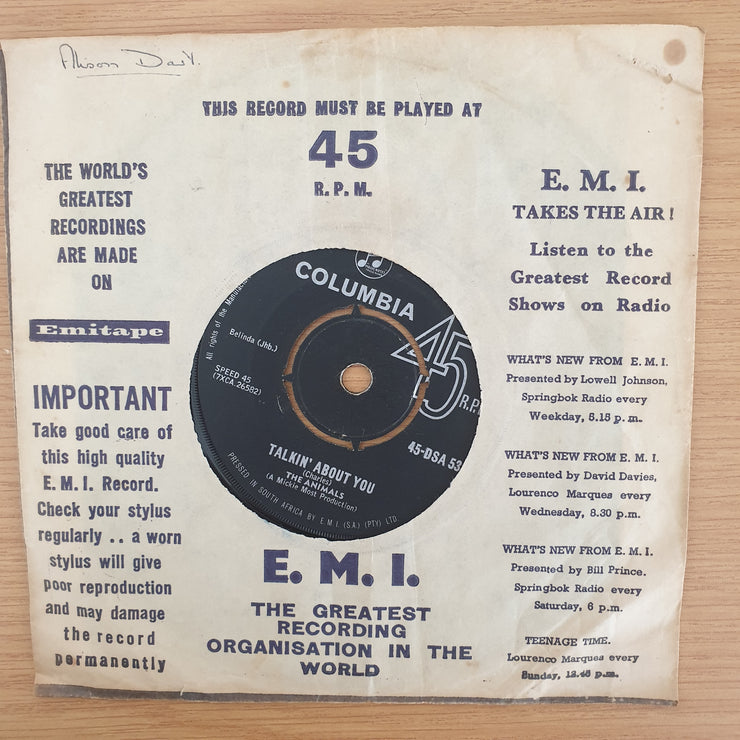 Alison Dart.
THIS RECORD MUST BE PLAYED AT
45
R. P. M.
THE WORLD'S
GREATEST
RECORDINGS
ARE MADE
ON
Emitape
IMPORTANT
Take good care of
this high quality
E.M.I. Record.
Check your stylus
regularly .. a worn
stylus will give
poor reproduction
and may damage
the record
permanently
COLUMBIA
45
R.P.
All rights of the
Belinda (Jhb.)
SPEED 45
(7XCA.26582)
45-DSA 53
TALKIN' ABOUT YOU
(Charles)
THE ANIMALS
(A Mickie Most Production)
PRESSED IN SOUTH AFRICA BY E.M.I. (S.A.) (PTY) LTD
E. M. I.
THE GREATEST
RECORDING
ORGANISATION IN THE
WORLD
E. M. I.
TAKES THE AIR!
Listen to the
Greatest Record
Shows on Radio
WHAT'S NEW FROM E. M. I.
Presented by Lowell Johnson,
Springbok Radio every
Weekday, 5.15 p.m.
WHAT'S NEW FROM E. M. I.
Presented by David Davies,
Lourenco Marques every
Wednesday, 8.30 p.m.
WHAT'S NEW FROM E. M. I.
Presented by Bill Prince.
Springbok Radio every
Saturday, 6 p.m.
TEENAGE TIME.
Lourenco Marques every
Sunday, 12.45 p.m.